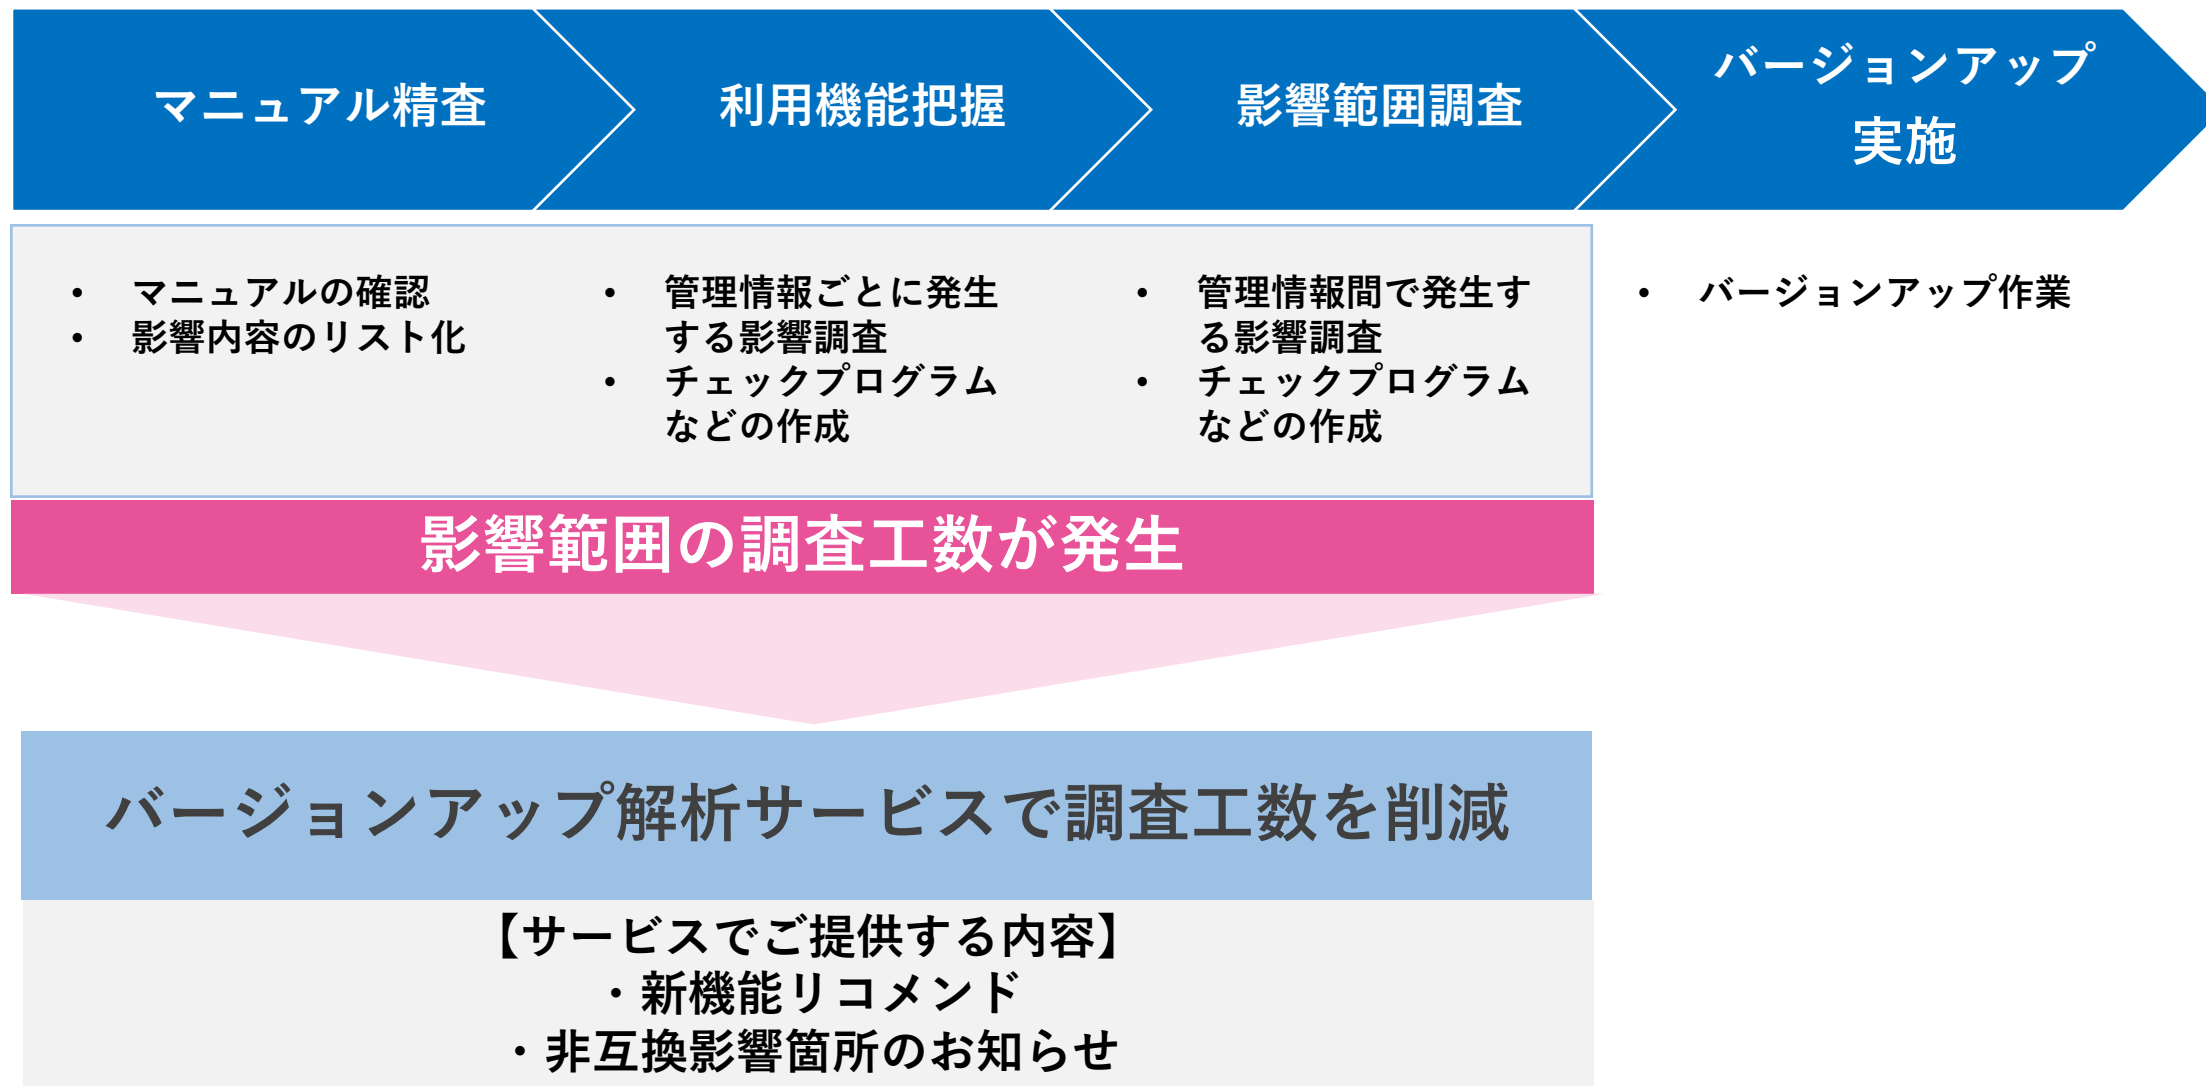 マニュアル精査
利用機能把握
影響範囲調査
バージョンアップ
実施
• マニュアルの確認
• 影響内容のリスト化
• 管理情報ごとに発生
する影響調査
• チェックプログラム
などの作成
• 管理情報間で発生す
る影響調査
• チェックプログラム
などの作成
• バージョンアップ作業
影響範囲の調査工数が発生
バージョンアップ解析サービスで調査工数を削減
【サービスでご提供する内容】
・新機能リコメンド
・非互換影響箇所のお知らせ